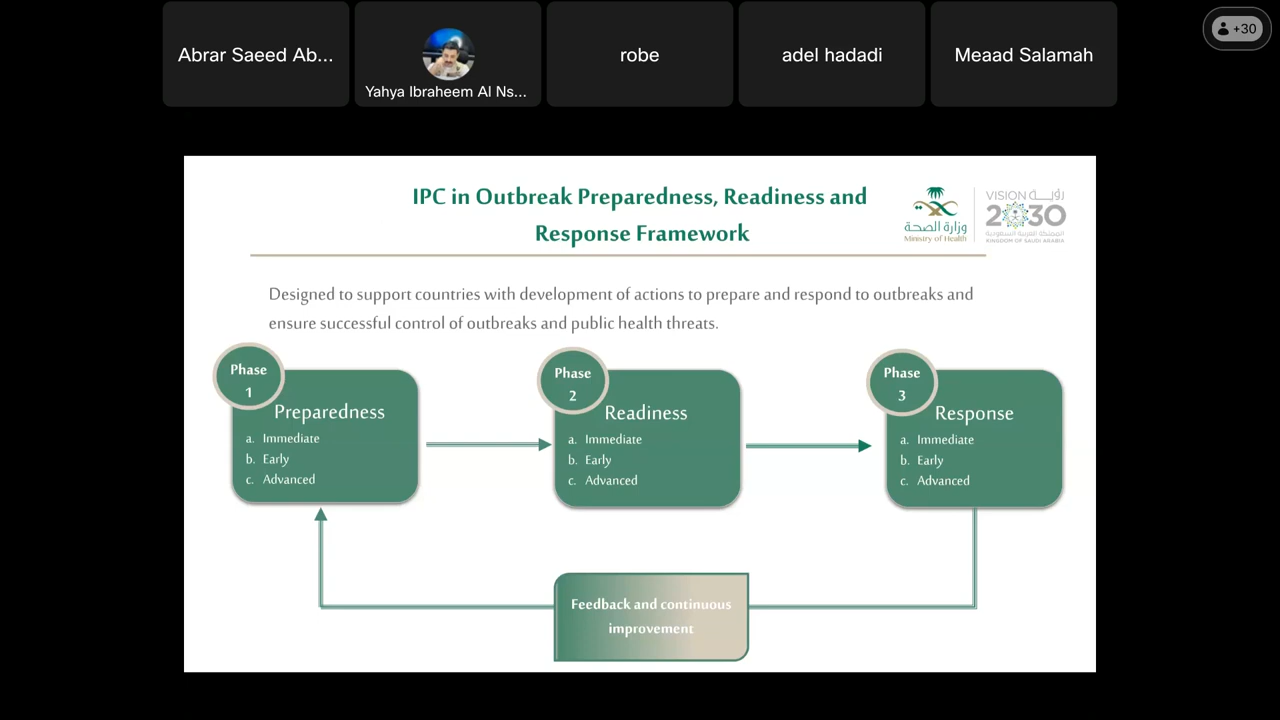 Abrar Saeed Ab...
Yahya Ibraheem Al Ns...
robe
adel hadadi
Meaad Salamah
+30
IPC in Outbreak Preparedness, Readiness and
Response Framework
وزارة الصحة
Ministry of Health
VISION رؤيــة
2030
المملكة العربية السعودية
KINGDOM OF SAUDI ARABIA
Designed to support countries with development of actions to prepare and respond to outbreaks and
ensure successful control of outbreaks and public health threats.
Phase
1
Preparedness
a. Immediate
b. Early
c. Advanced
Phase
2
Readiness
a. Immediate
b. Early
c. Advanced
Phase
3
Response
a. Immediate
b. Early
c. Advanced
Feedback and continuous
improvement